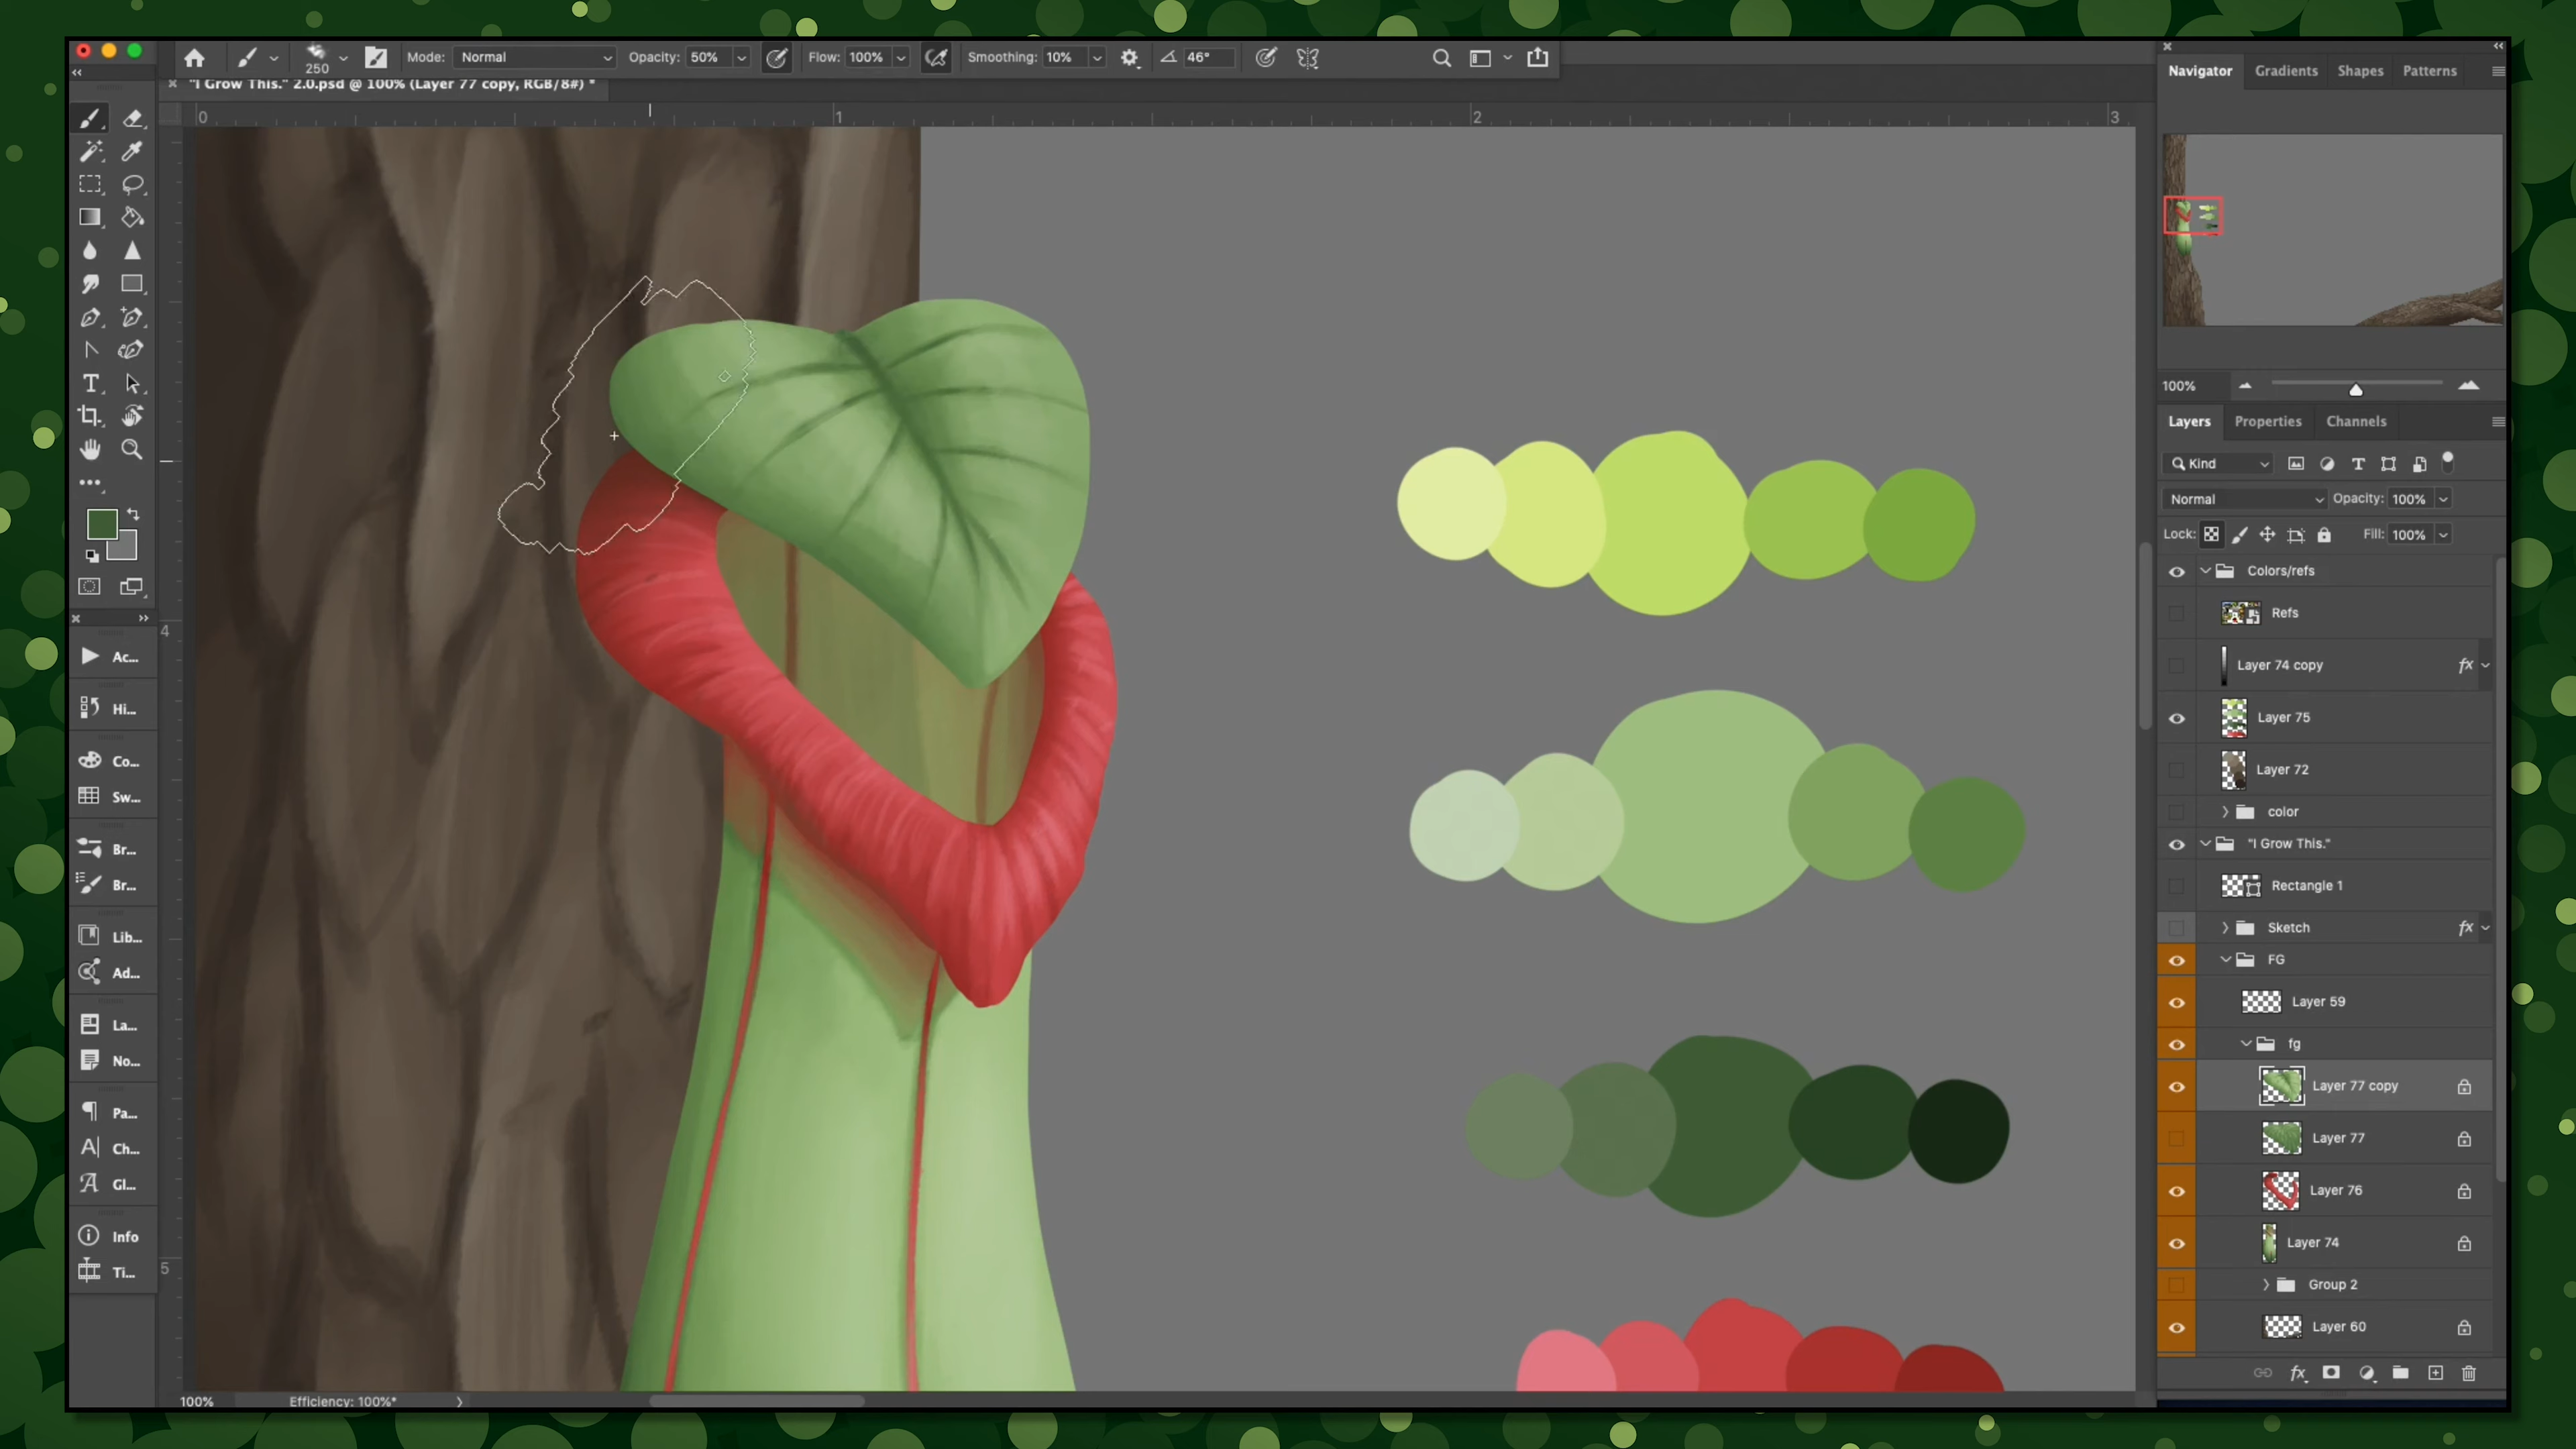 250
Mode: Normal
Opacity: 50%
Flow: 100%
Smoothing: 10%
46°
"I Grow This." 2.0.psd @ 100% (Layer 77 copy, RGB/8#) *
0 1 2 3
4
5
Ac...
Hi...
Co...
Sw...
Br...
Br...
Lib...
Ad...
La...
No...
Pa...
Ch...
Gl...
Info
Ti...
100% Efficiency: 100%*
Navigator Gradients Shapes Patterns
100%
Layers Properties Channels
Kind
Normal Opacity: 100%
Lock: Fill: 100%
Colors/refs
Refs
Layer 74 copy fx
Layer 75
Layer 72
color
"I Grow This."
Rectangle 1
Sketch fx
FG
Layer 59
fg
Layer 77 copy
Layer 77
Layer 76
Layer 74
Group 2
Layer 60
fx